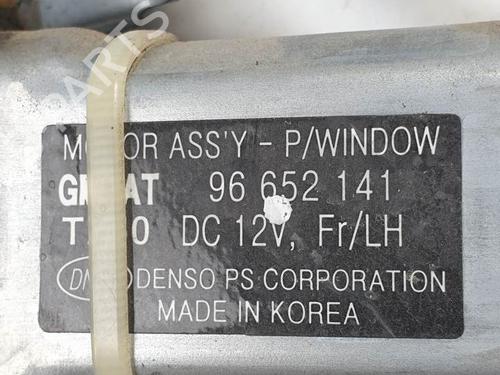 MOTOR ASS'Y - P/WINDOW
96 652 141
DC 12V, Fr/LH
DENSO PS CORPORATION
MADE IN KOREA